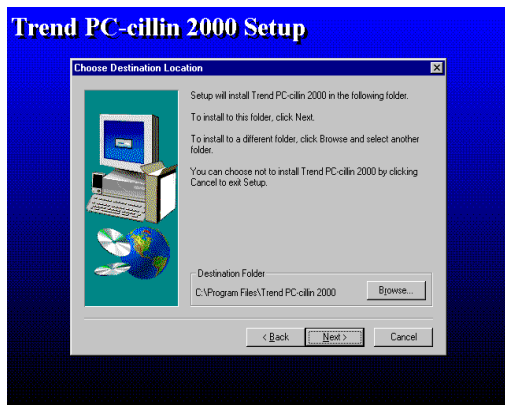 Trend PC-cillin 2000 Setup
Choose Destination Location
Setup will install Trend PC-cillin 2000 in the following folder.
To install to this folder, click Next.
To install to a different folder, click Browse and select another
folder.
You can choose not to install Trend PC-cillin 2000 by clicking
Cancel to exit Setup.
Destination Folder
C:\Program Files\Trend PC-cillin 2000
Browse...
< Back
Next >
Cancel